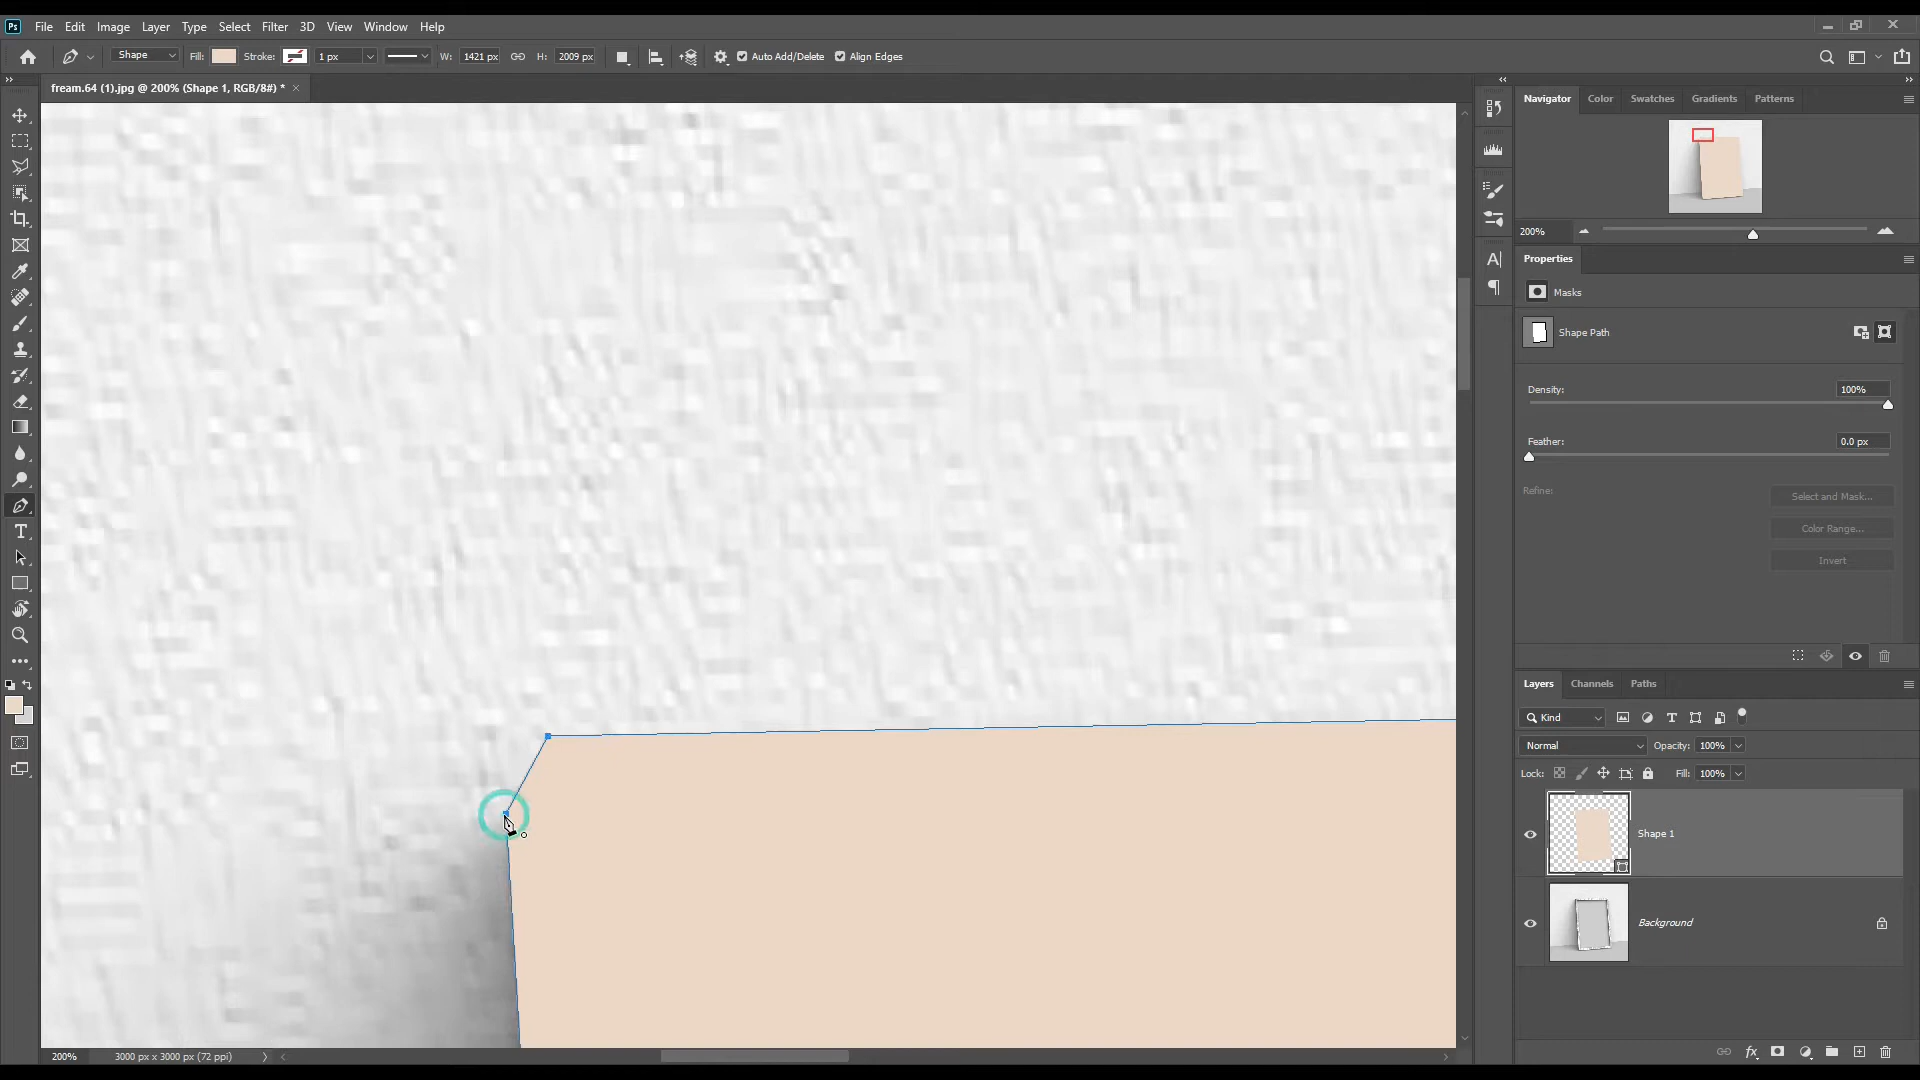 Ps File Edit Image Layer Type Select Filter 3D View Window Help
Shape Fill: Stroke: 1 px W: 1421 px H: 2009 px Auto Add/Delete Align Edges
fream.64 (1).jpg @ 200% (Shape 1, RGB/8#) *
Navigator Color Swatches Gradients Patterns
200%
Properties
Masks
Shape Path
Density: 100%
Feather: 0.0 px
Refine: Select and Mask...
Color Range...
Invert
Layers Channels Paths
Kind
Normal Opacity: 100%
Lock: Fill: 100%
Shape 1
Background
200% 3000 px x 3000 px (72 ppi)